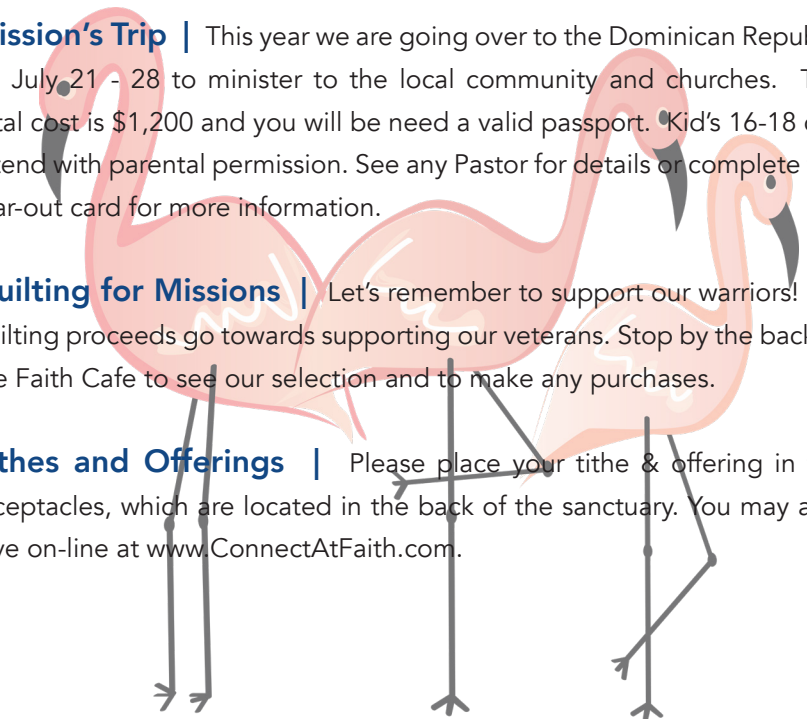 ission's Trip | This year we are going over to the Dominican Repu
July 21 - 28 to minister to the local community and churches. T
tal cost is $1,200 and you will be need a valid passport. Kid's 16-18 c
tend with parental permission. See any Pastor for details or complete
ar-out card for more information.
uilting for Missions | Let's remember to support our warriors!
ilting proceeds go towards supporting our veterans. Stop by the back
e Faith Cafe to see our selection and to make any purchases.
thes and Offerings | Please place your tithe & offering in
ceptacles, which are located in the back of the sanctuary. You may a
ve on-line at www.ConnectAtFaith.com.